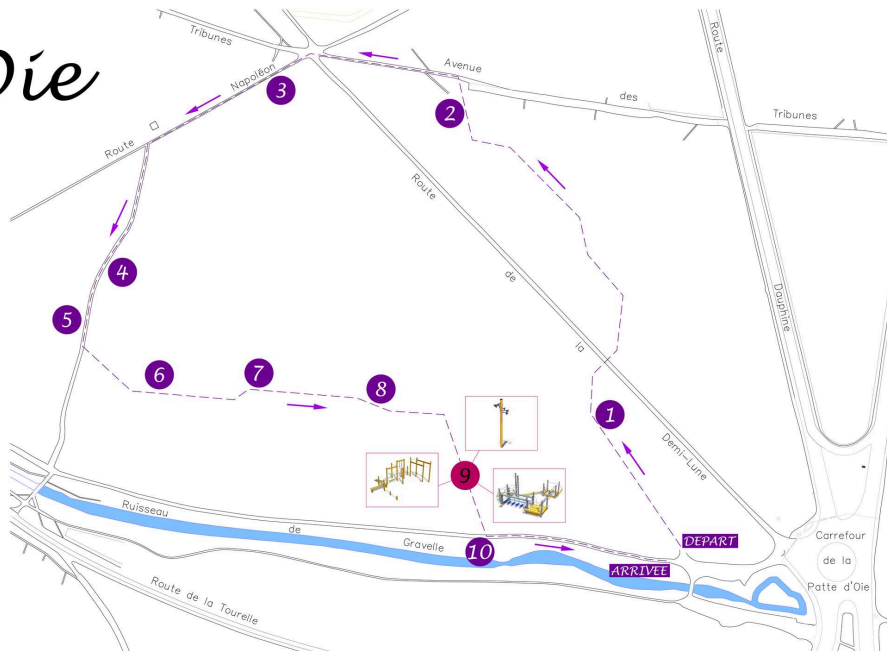 Oie
Tribunes
Route
Avenue
Napoléon
des
Tribunes
3
2
Route
Route
de
la
Demi-Lune
Dauphine
4
5
6
7
8
1
9
10
DEPART
ARRIVEE
Ruisseau
de
Gravelle
Route de la Tourelle
Carrefour
de la
Patte d'Oie